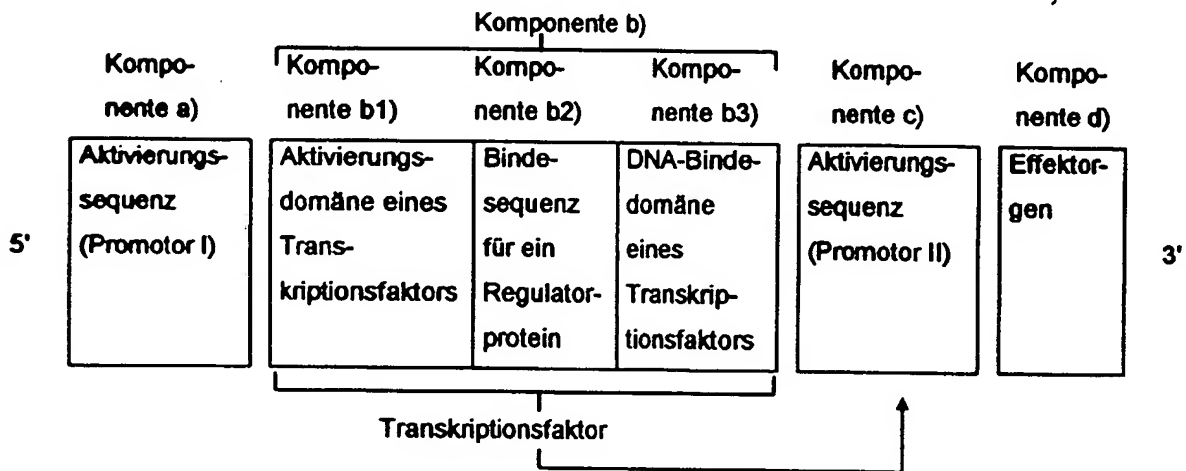 Komponente b)
Kompo-
nente a)
Kompo-
nente b1)
Kompo-
nente b2)
Kompo-
nente b3)
Kompo-
nente c)
Kompo-
nente d)
5'
Aktivierungs-
sequenz
(Promotor I)
Aktivierungs-
domäne eines
Trans-
kriptionsfaktors
Binde-
sequenz
für ein
Regulator-
protein
DNA-Binde-
domäne
eines
Transkrip-
tionsfaktors
Aktivierungs-
sequenz
(Promotor II)
Effektor-
gen
3'
Transkriptionsfaktor